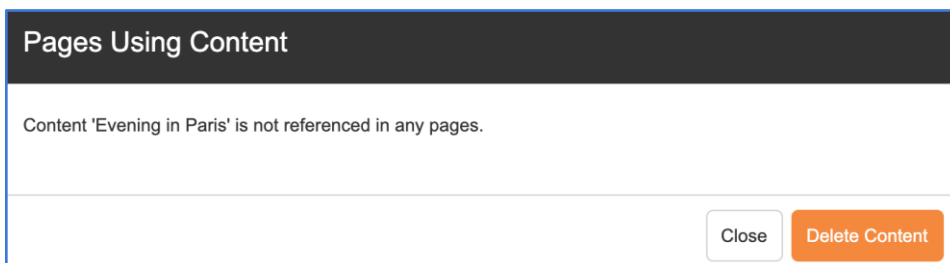 Pages Using Content
Content 'Evening in Paris' is not referenced in any pages.
Close
Delete Content